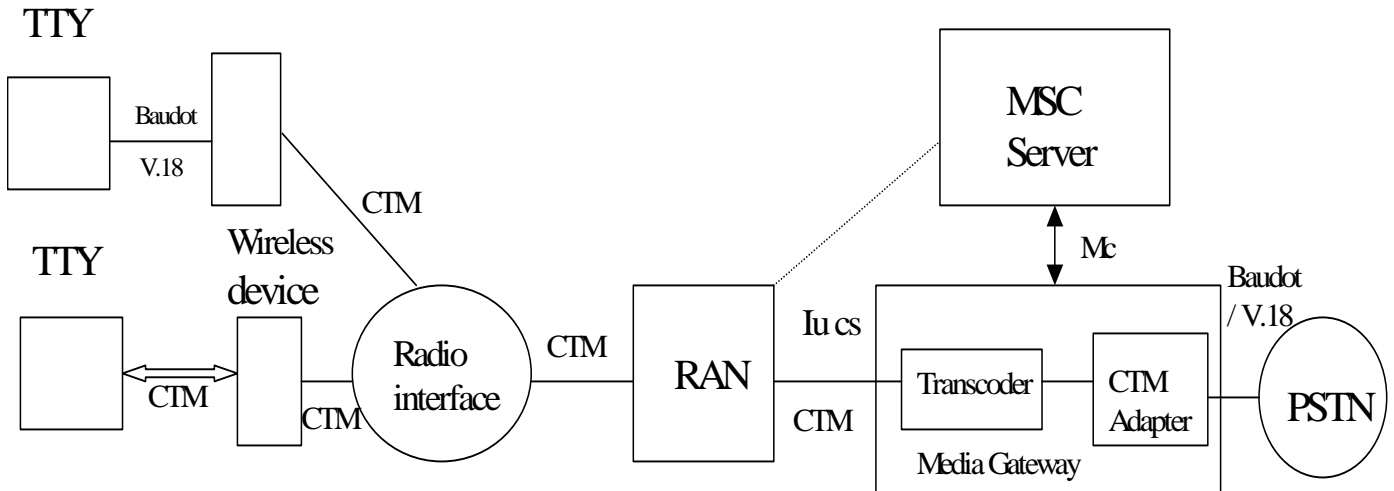 TTY
Baudot
V.18
CTM
Wireless
device
TTY
CTM
CTM
Radio
interface
CTM
RAN
MSC
Server
Mc
Iu cs
CTM
Transcoder
CTM
Adapter
Media Gateway
Baudot
/ V.18
PSTN